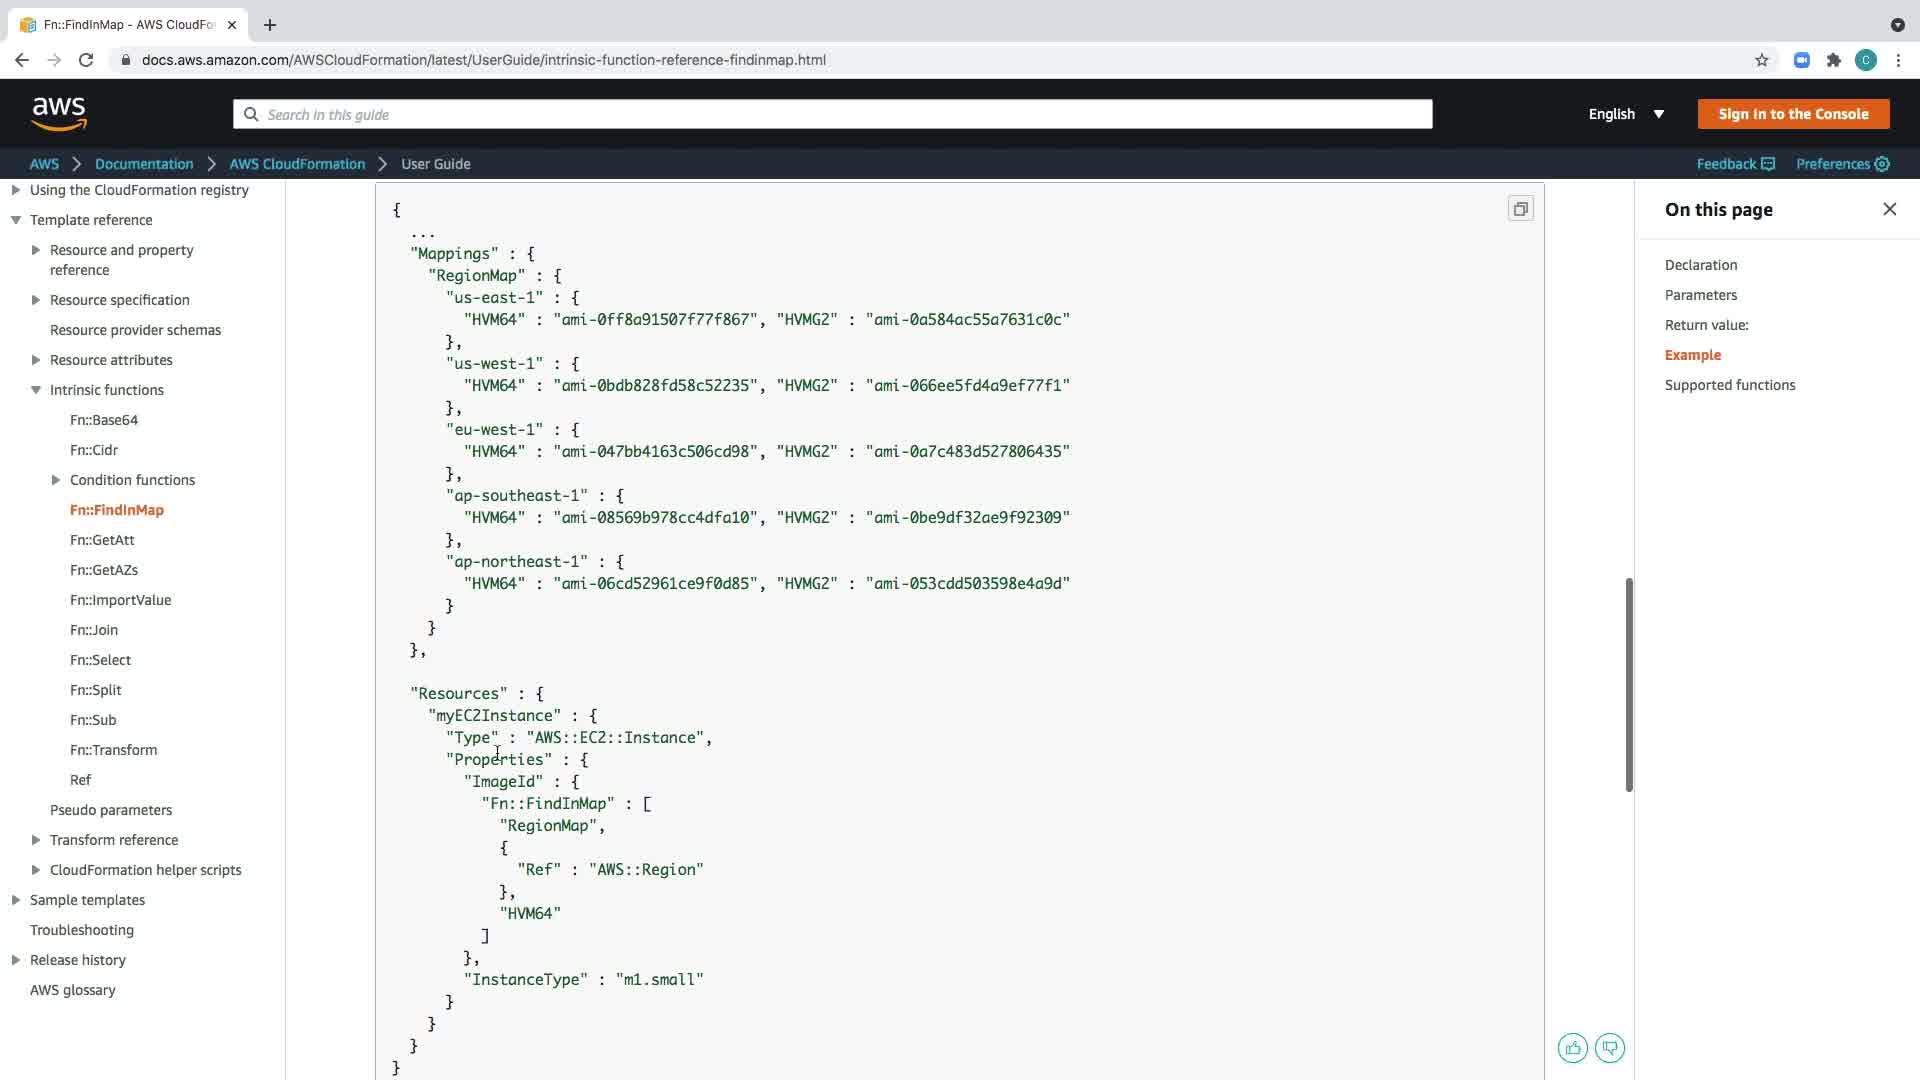 Fn::FindInMap - AWS CloudFo
docs.aws.amazon.com/AWSCloudFormation/latest/UserGuide/intrinsic-function-reference-findinmap.html
C
aws
Search in this guide
English
Sign In to the Console
AWS
Documentation
AWS CloudFormation
User Guide
Feedback
Preferences
Using the CloudFormation registry
Template reference
Resource and property
reference
Resource specification
Resource provider schemas
Resource attributes
Intrinsic functions
Fn::Base64
Fn::Cidr
Condition functions
Fn::FindInMap
Fn::GetAtt
Fn::GetAZs
Fn::ImportValue
Fn::Join
Fn::Select
Fn::Split
Fn::Sub
Fn::Transform
Ref
Pseudo parameters
Transform reference
CloudFormation helper scripts
Sample templates
Troubleshooting
Release history
AWS glossary
{
  ...
  "Mappings" : {
    "RegionMap" : {
      "us-east-1" : {
        "HVM64" : "ami-0ff8a91507f77f867", "HVMG2" : "ami-0a584ac55a7631c0c"
      },
      "us-west-1" : {
        "HVM64" : "ami-0bdb828fd58c52235", "HVMG2" : "ami-066ee5fd4a9ef77f1"
      },
      "eu-west-1" : {
        "HVM64" : "ami-047bb4163c506cd98", "HVMG2" : "ami-0a7c483d527806435"
      },
      "ap-southeast-1" : {
        "HVM64" : "ami-08569b978cc4dfa10", "HVMG2" : "ami-0be9df32ae9f92309"
      },
      "ap-northeast-1" : {
        "HVM64" : "ami-06cd52961ce9f0d85", "HVMG2" : "ami-053cdd503598e4a9d"
      }
    }
  },
  "Resources" : {
    "myEC2Instance" : {
      "Type" : "AWS::EC2::Instance",
      "Properties" : {
        "ImageId" : {
          "Fn::FindInMap" : [
            "RegionMap",
            {
              "Ref" : "AWS::Region"
            },
            "HVM64"
          ]
        },
        "InstanceType" : "m1.small"
      }
    }
  }
}
On this page
Declaration
Parameters
Return value:
Example
Supported functions